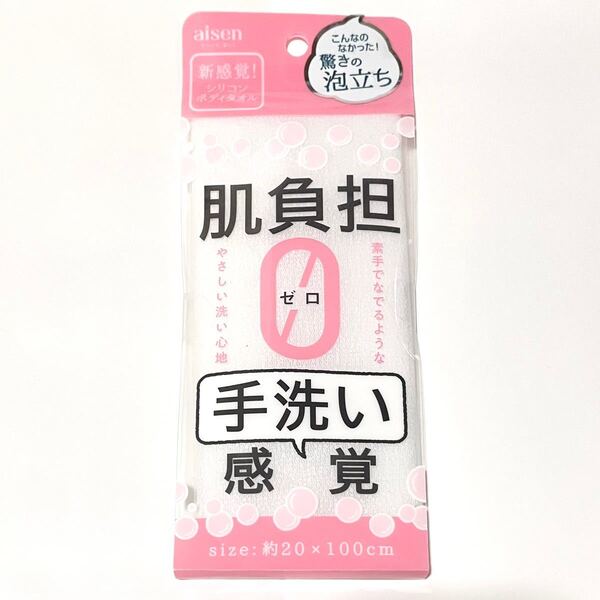 aisen
新感覚！
シリコン
ボディタオル
こんなの
なかった！
驚きの
泡立ち
肌負担
0
ゼロ
素手でなでるような
やさしい洗い心地
手洗い
感覚
size:約20×100cm